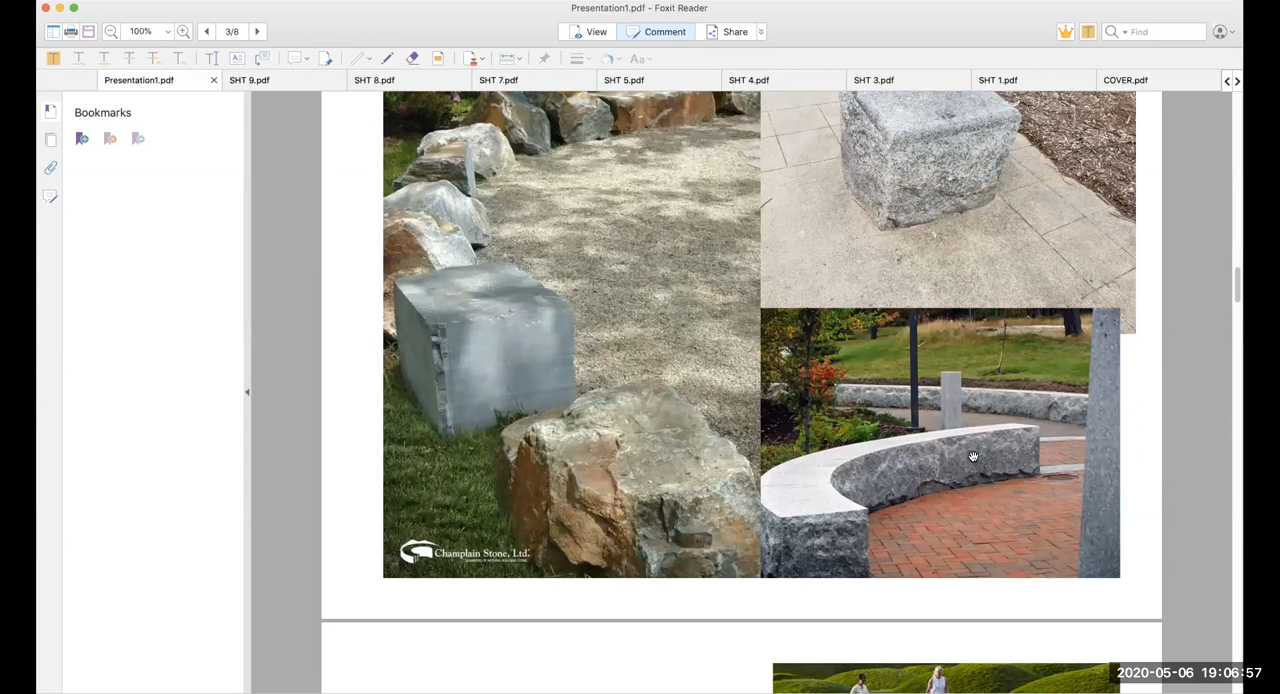 Presentation1.pdf - Foxit Reader
100%
3/8
View
Comment
Share
Find
Presentation1.pdf
SHT 9.pdf
SHT 8.pdf
SHT 7.pdf
SHT 5.pdf
SHT 4.pdf
SHT 3.pdf
SHT 1.pdf
COVER.pdf
Bookmarks
Champlain Stone, Ltd.
2020-05-06 19:06:57